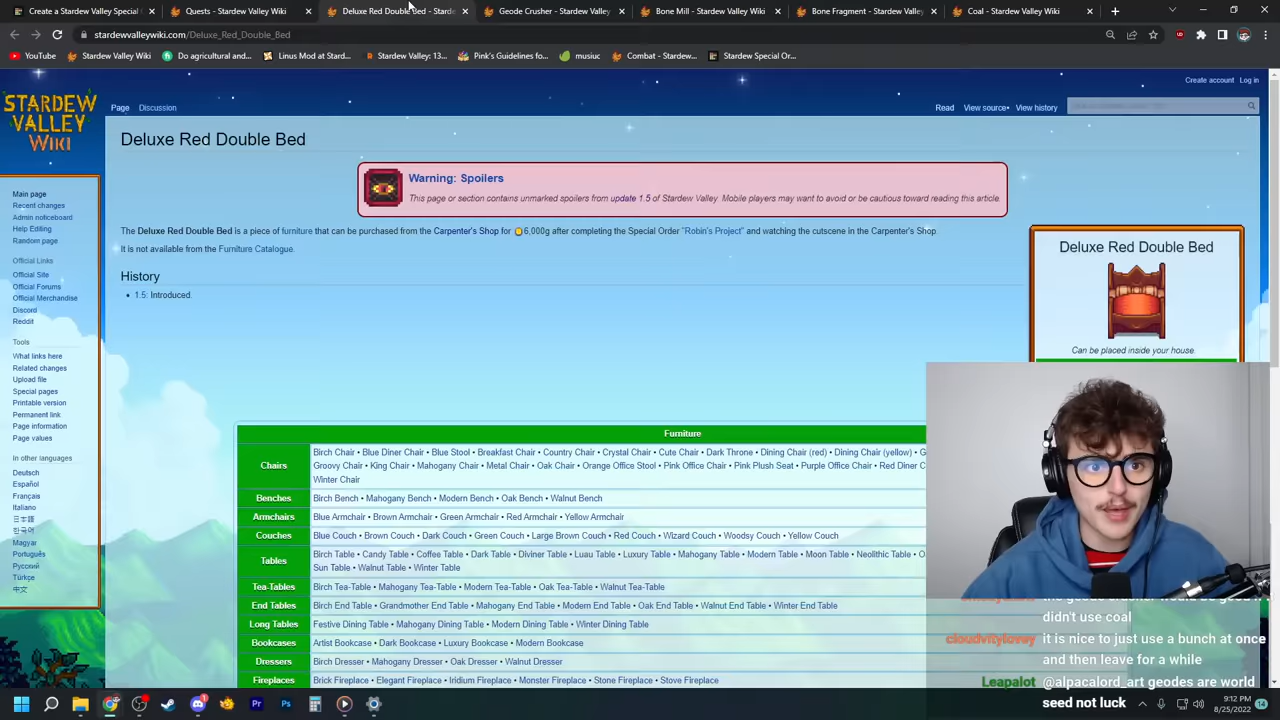 Create a Stardew Valley
Quests - Stardew Valley
Deluxe Red Double Bed - Stardew
Geode Crusher - Stardew Valley
Bone Mill - Stardew Valley Wiki
Bone Fragment - Stardew Valley
Coal - Stardew Valley Wiki
stardewvalleywiki.com/Deluxe_Red_Double_Bed
YouTube
Stardew Valley Wiki
Do agricultural and...
Linus Mod at Stard...
Stardew Valley: 13...
Pink's Guidelines fo...
musiuc
Combat - Stardew...
Stardew Special Or...
Create account Log in
STARDEW
VALLEY
Wiki
Page Discussion
Read View source View history
Deluxe Red Double Bed
Warning: Spoilers
This page or section contains unmarked spoilers from update 1.5 of Stardew Valley. Mobile players may want to avoid or be cautious toward reading this article.
The Deluxe Red Double Bed is a piece of furniture that can be purchased from the Carpenter's Shop for 6,000g after completing the Special Order "Robin's Project" and watching the cutscene in the Carpenter's Shop.
It is not available from the Furniture Catalogue.
History
• 1.5: Introduced.
Deluxe Red Double Bed
Can be placed inside your house.
Main page
Recent changes
Admin noticeboard
Help Editing
Random page
Official Links
Official Site
Official Forums
Official Merchandise
Discord
Reddit
Tools
What links here
Related changes
Upload file
Special pages
Printable version
Permanent link
Page information
Page values
In other languages
Deutsch
Español
Français
Italiano
日本語
한국어
Magyar
Português
Русский
Türkçe
中文
Furniture
Chairs
Birch Chair • Blue Diner Chair • Blue Stool • Breakfast Chair • Country Chair • Crystal Chair • Cute Chair • Dark Throne • Dining Chair (red) • Dining Chair (yellow) • G
Groovy Chair • King Chair • Mahogany Chair • Metal Chair • Oak Chair • Orange Office Stool • Pink Office Chair • Pink Plush Seat • Purple Office Chair • Red Diner C
Winter Chair
Benches
Birch Bench • Mahogany Bench • Modern Bench • Oak Bench • Walnut Bench
Armchairs
Blue Armchair • Brown Armchair • Green Armchair • Red Armchair • Yellow Armchair
Couches
Blue Couch • Brown Couch • Dark Couch • Green Couch • Large Brown Couch • Red Couch • Wizard Couch • Woodsy Couch • Yellow Couch
Tables
Birch Table • Candy Table • Coffee Table • Dark Table • Diviner Table • Luau Table • Luxury Table • Mahogany Table • Modern Table • Moon Table • Neolithic Table • O
Sun Table • Walnut Table • Winter Table
Tea-Tables
Birch Tea-Table • Mahogany Tea-Table • Modern Tea-Table • Oak Tea-Table • Walnut Tea-Table
End Tables
Birch End Table • Grandmother End Table • Mahogany End Table • Modern End Table • Oak End Table • Walnut End Table • Winter End Table
Long Tables
Festive Dining Table • Mahogany Dining Table • Modern Dining Table • Winter Dining Table
Bookcases
Artist Bookcase • Dark Bookcase • Luxury Bookcase • Modern Bookcase
Dressers
Birch Dresser • Mahogany Dresser • Oak Dresser • Walnut Dresser
Fireplaces
Brick Fireplace • Elegant Fireplace • Iridium Fireplace • Monster Fireplace • Stone Fireplace • Stove Fireplace
didn't use coal
cloudvitylovey it is nice to just use a bunch at once
and then leave for a while
Leapalot @alpacalord_art geodes are world
seed not luck
9:12 PM
8/25/2022
14